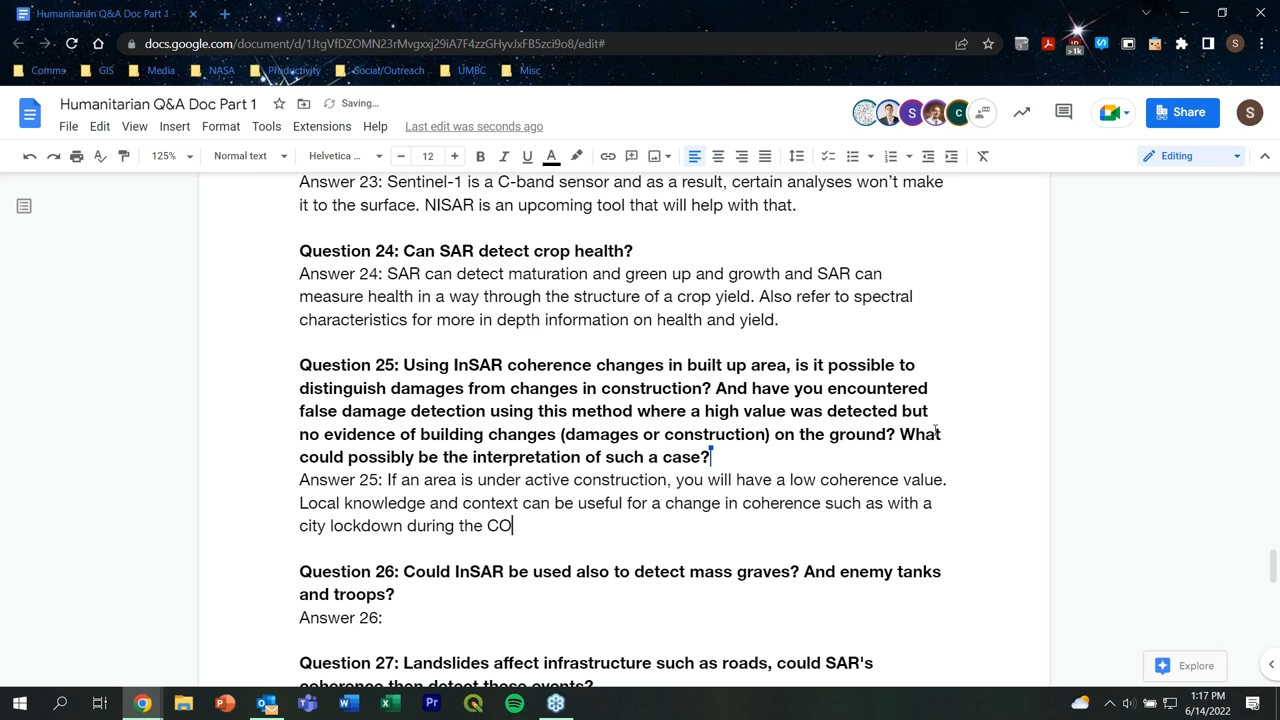 Humanitarian Q&A Doc Part 1 -
docs.google.com/document/d/1JtgVfDZOMN23rMvgxxj29iA7F4zzGHyvJxFB5zci9o8/edit#
>1k
S
Comms
GIS
Media
NASA
Productivity
Social/Outreach
UMBC
Misc
Humanitarian Q&A Doc Part 1
Saving...
S
C
Share
S
File Edit View Insert Format Tools Extensions Help Last edit was seconds ago
125% Normal text Helvetica ... 12 B I U A Editing
Answer 23: Sentinel-1 is a C-band sensor and as a result, certain analyses won't make
it to the surface. NISAR is an upcoming tool that will help with that.
Question 24: Can SAR detect crop health?
Answer 24: SAR can detect maturation and green up and growth and SAR can
measure health in a way through the structure of a crop yield. Also refer to spectral
characteristics for more in depth information on health and yield.
Question 25: Using InSAR coherence changes in built up area, is it possible to
distinguish damages from changes in construction? And have you encountered
false damage detection using this method where a high value was detected but
no evidence of building changes (damages or construction) on the ground? What
could possibly be the interpretation of such a case?
Answer 25: If an area is under active construction, you will have a low coherence value.
Local knowledge and context can be useful for a change in coherence such as with a
city lockdown during the CO
Question 26: Could InSAR be used also to detect mass graves? And enemy tanks
and troops?
Answer 26:
Question 27: Landslides affect infrastructure such as roads, could SAR's
coherence then detect those events?
Explore
1:17 PM
6/14/2022